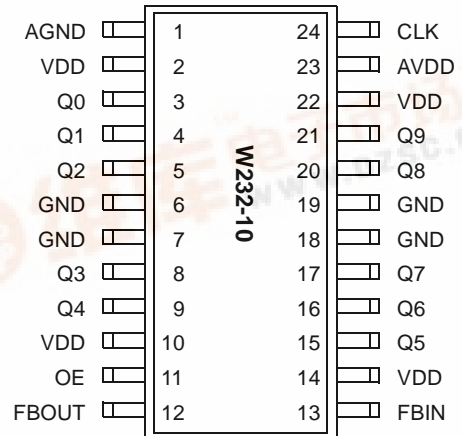 AGND 1 24 CLK
VDD 2 23 AVDD
Q0 3 22 VDD
Q1 4 21 Q9
Q2 5 20 Q8
GND 6 19 GND
GND 7 18 GND
Q3 8 17 Q7
Q4 9 16 Q6
VDD 10 15 Q5
OE 11 14 VDD
FBOUT 12 13 FBIN
W232-10